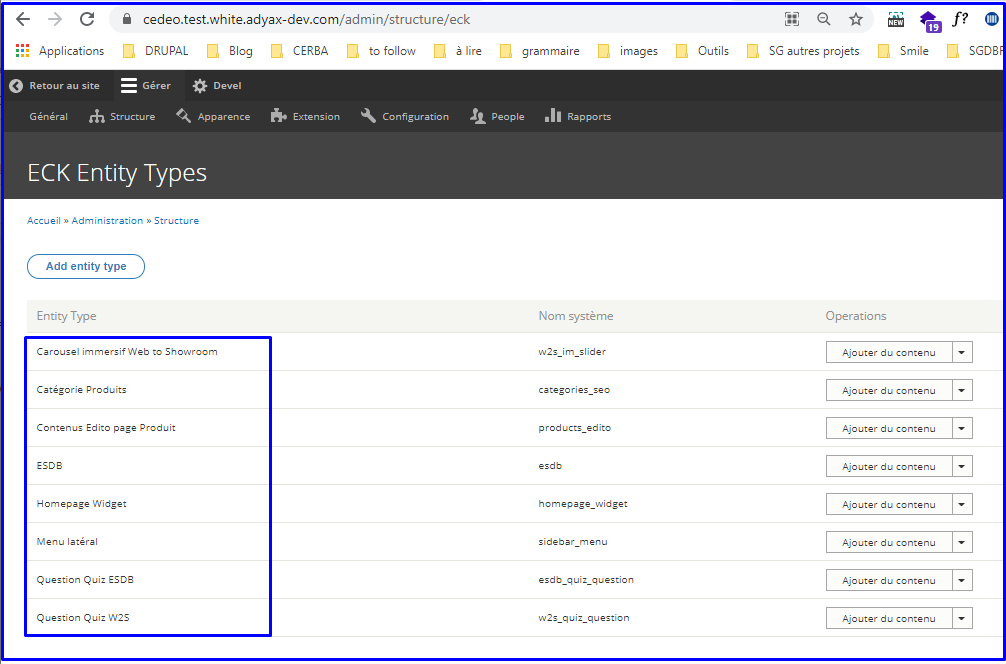 cedeo.test.white.adyax-dev.com/admin/structure/eck
NEW
19
f?
Applications DRUPAL Blog CERBA to follow à lire grammaire images Outils SG autres projets Smile SGDBF
Retour au site Gérer Devel
Général Structure Apparence Extension Configuration People Rapports
ECK Entity Types
Accueil » Administration » Structure
Add entity type
Entity Type Nom système Operations
Carousel immersif Web to Showroom w2s_im_slider Ajouter du contenu
Catégorie Produits categories_seo Ajouter du contenu
Contenus Edito page Produit products_edito Ajouter du contenu
ESDB esdb Ajouter du contenu
Homepage Widget homepage_widget Ajouter du contenu
Menu latéral sidebar_menu Ajouter du contenu
Question Quiz ESDB esdb_quiz_question Ajouter du contenu
Question Quiz W2S w2s_quiz_question Ajouter du contenu